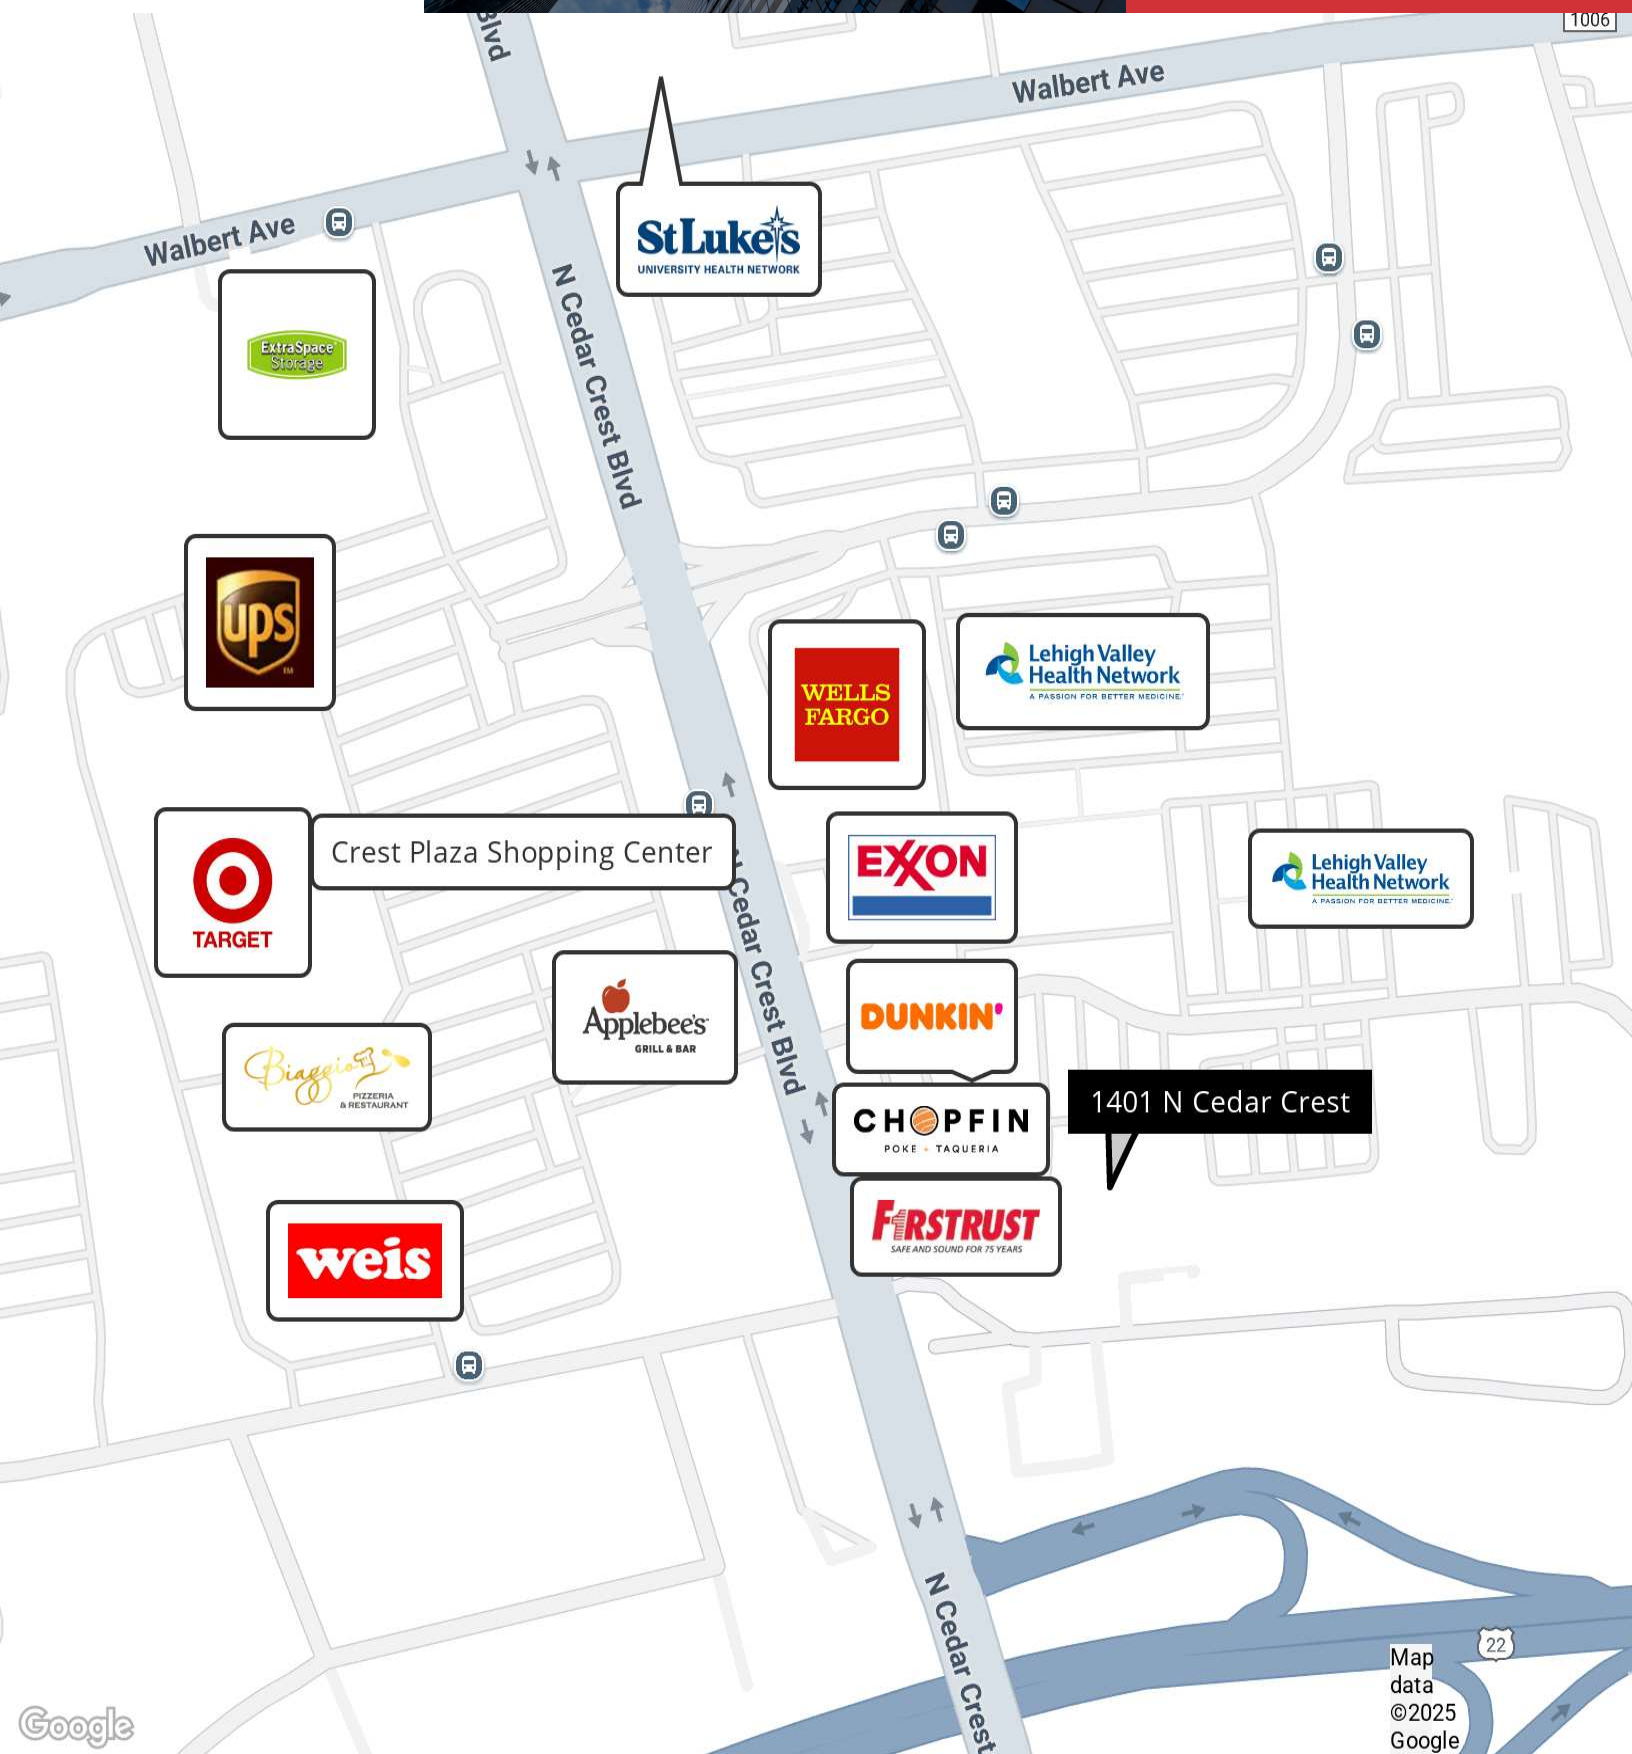 Blvd
1006
Walbert Ave
Walbert Ave
StLuke's
UNIVERSITY HEALTH NETWORK
N Cedar Crest Blvd
ExtraSpace
Storage
ups
TM
WELLS
FARGO
Lehigh Valley
Health Network
A PASSION FOR BETTER MEDICINE.
Crest Plaza Shopping Center
TARGET
EXXON
Lehigh Valley
Health Network
A PASSION FOR BETTER MEDICINE.
N Cedar Crest Blvd
Applebee's
GRILL & BAR
DUNKIN'
Biaggio
PIZZERIA
& RESTAURANT
CHOPFIN
POKE • TAQUERIA
1401 N Cedar Crest
F1RSTRUST
SAFE AND SOUND FOR 75 YEARS
weis
N Cedar Crest
22
Map
data
©2025
Google
Google